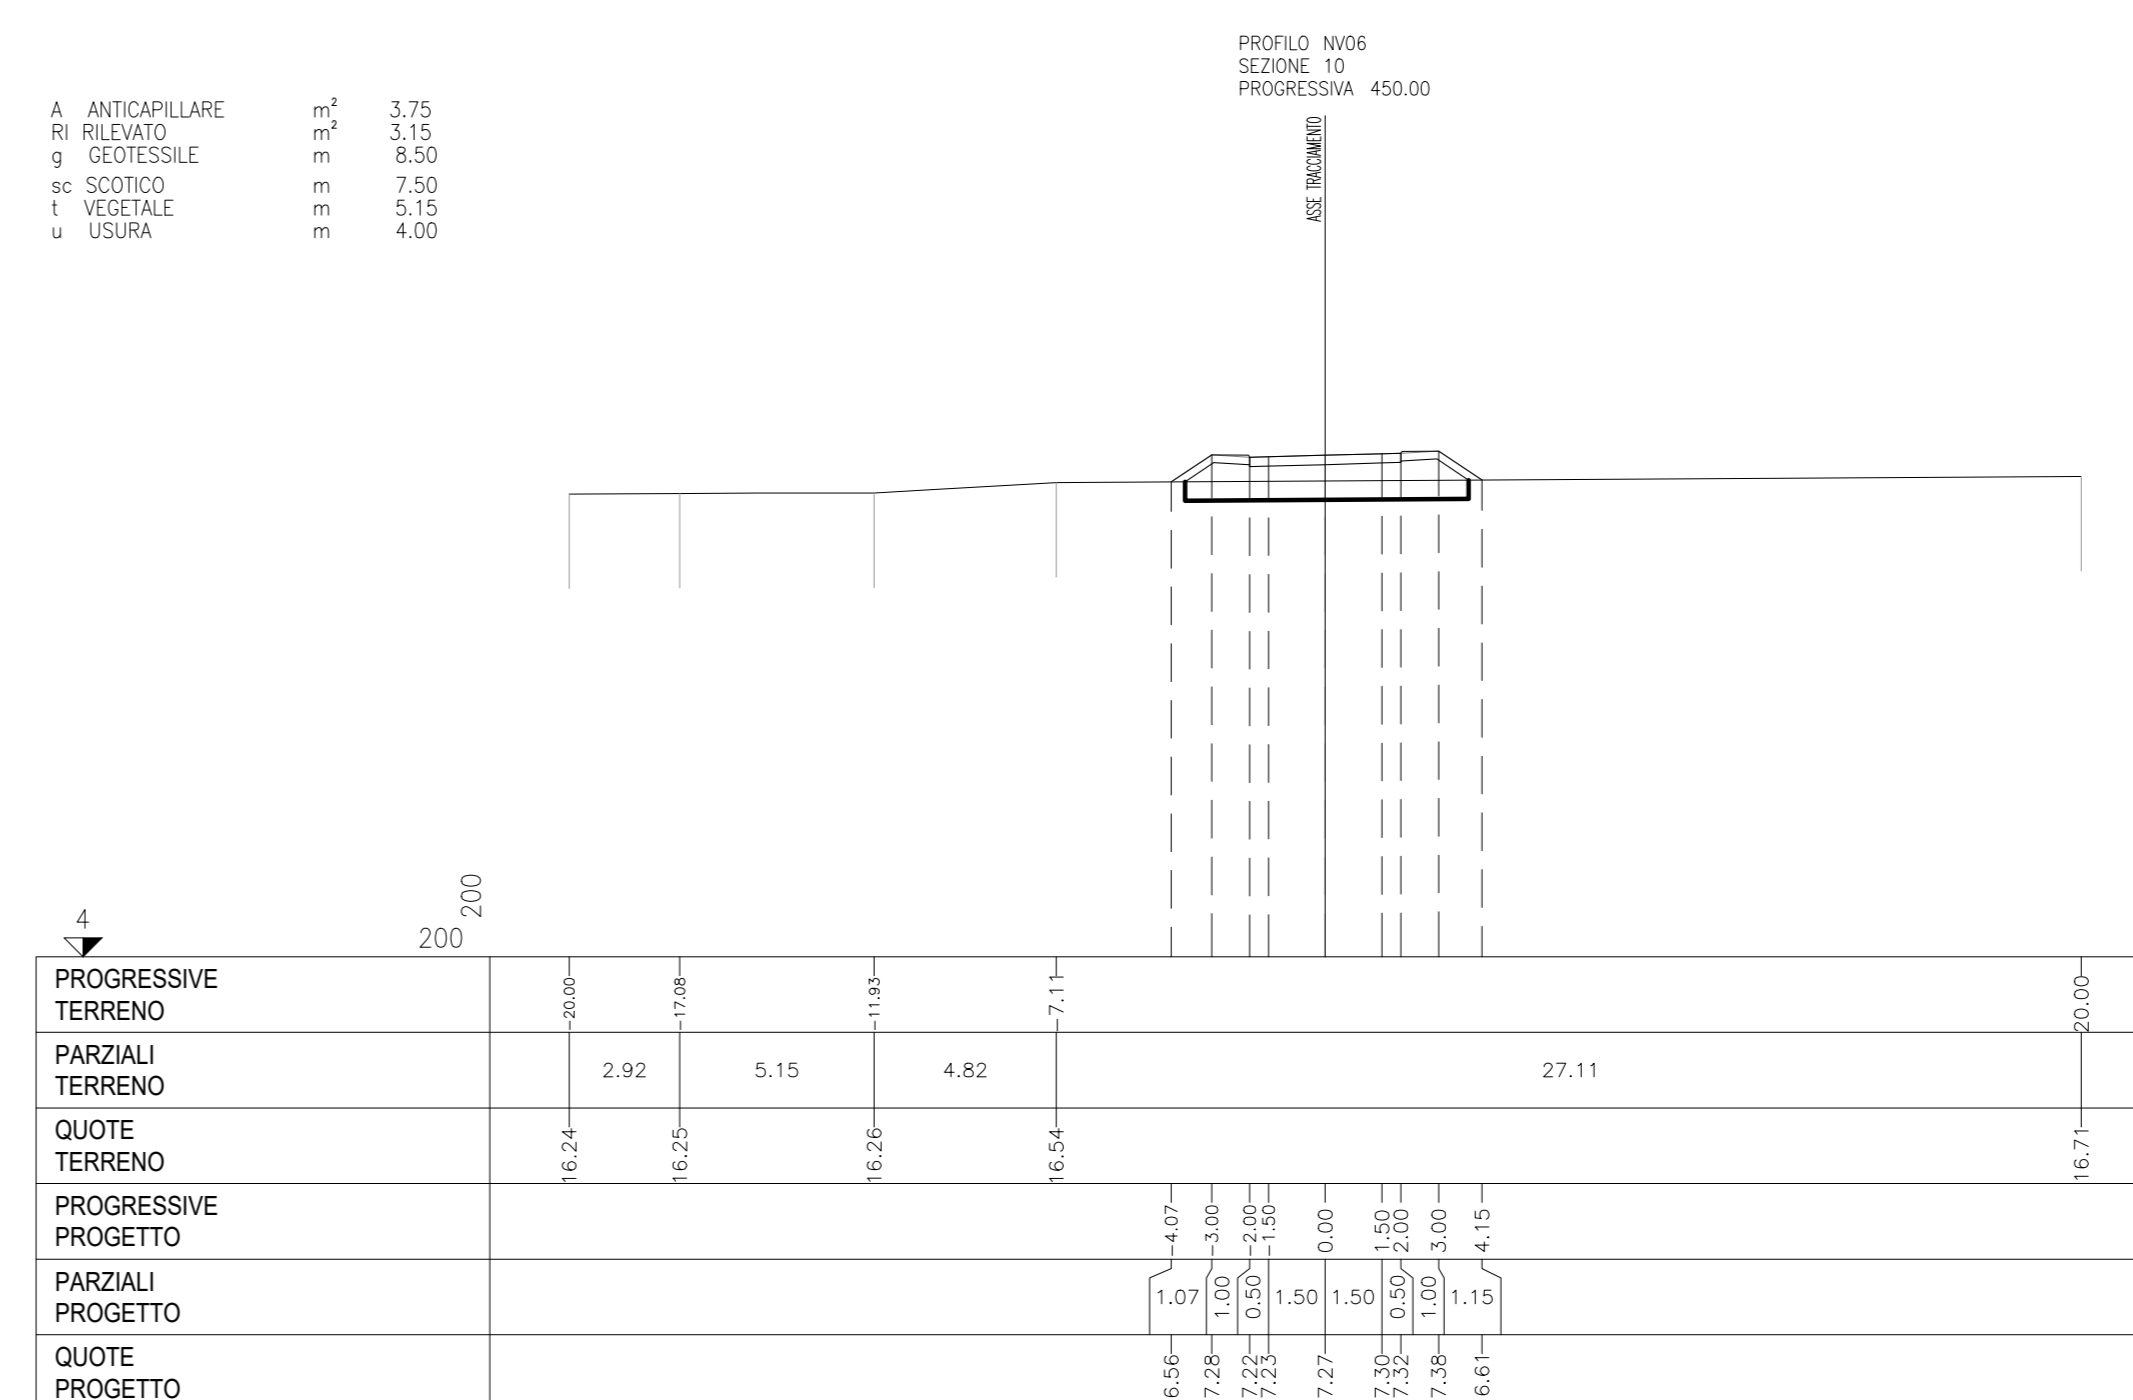 PROFILO NV06
SEZIONE 10
PROGRESSIVA 450.00
ASSE TRACCIAMENTO
A ANTICAPILLARE m² 3.75
RI RILEVATO m² 3.15
g GEOTESSILE m 8.50
sc SCOTICO m 7.50
t VEGETALE m 5.15
u USURA m 4.00
4
200
200
PROGRESSIVE
TERRENO
-20.00 -17.08 -11.93 -7.11 20.00
PARZIALI
TERRENO
2.92 5.15 4.82 27.11
QUOTE
TERRENO
16.24 16.25 16.26 16.54 16.71
PROGRESSIVE
PROGETTO
-4.07 -3.00 -2.00 -1.50 0.00 1.50 2.00 3.00 4.15
PARZIALI
PROGETTO
1.07 1.00 0.50 1.50 1.50 0.50 1.00 1.15
QUOTE
PROGETTO
6.56 7.28 7.22 7.23 7.27 7.30 7.32 7.38 6.61